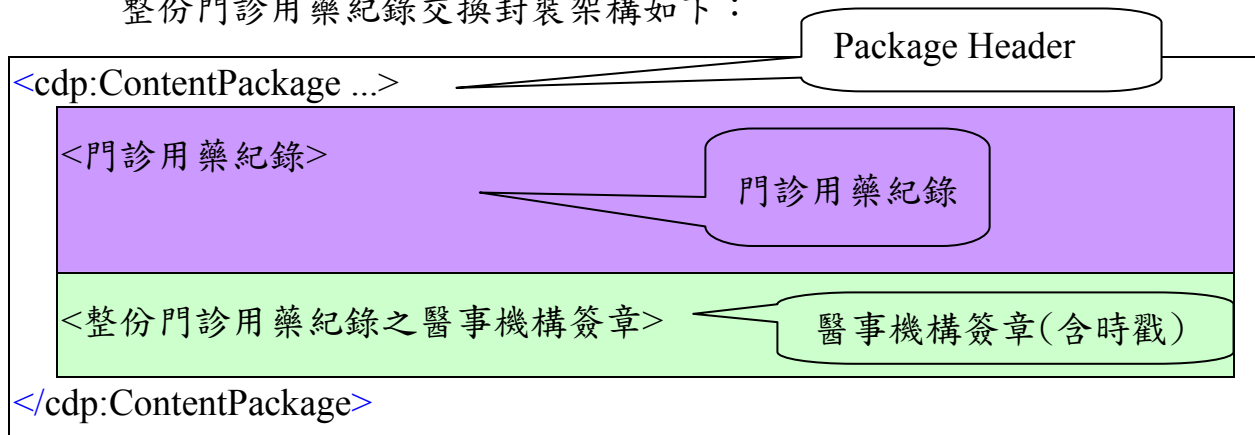 整份門診用藥紀錄交換封裝架構如下：
Package Header
<cdp:ContentPackage ...>
<門診用藥紀錄>
門診用藥紀錄
<整份門診用藥紀錄之醫事機構簽章>
醫事機構簽章(含時戳)
</cdp:ContentPackage>